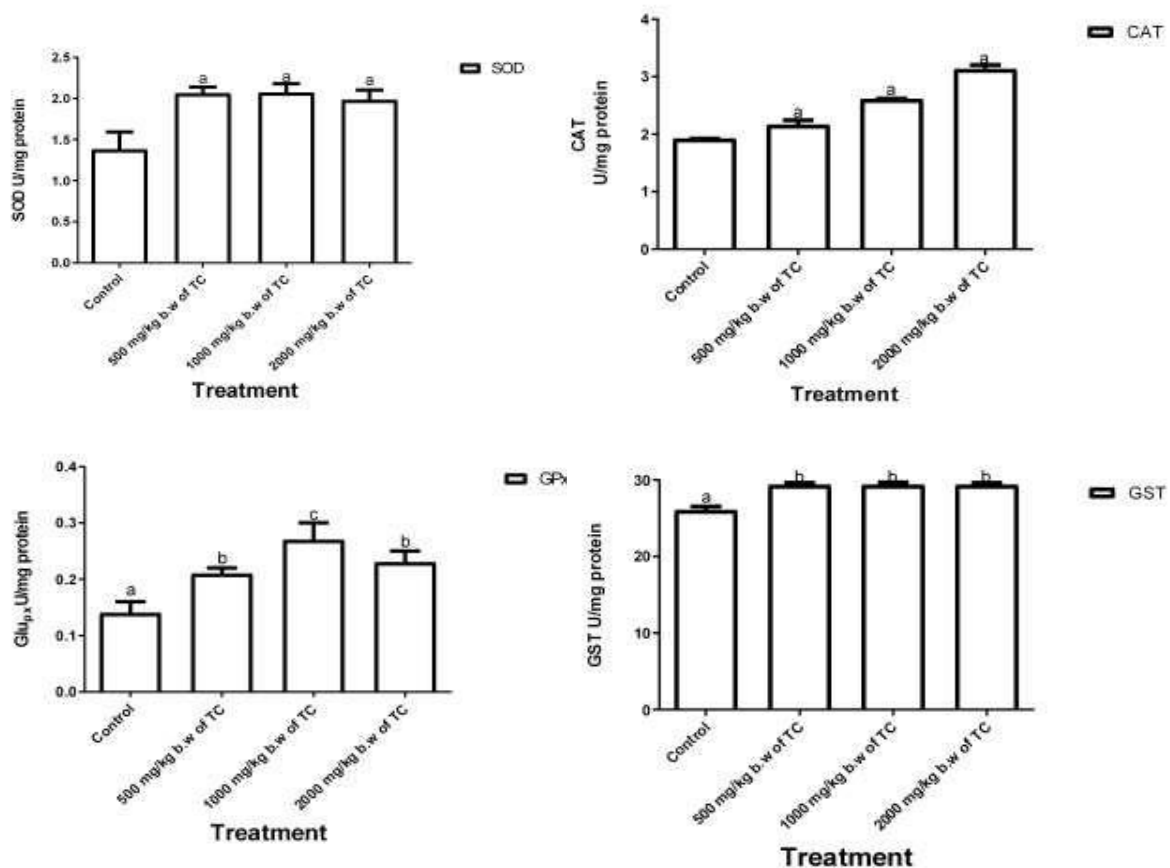 SOD
2.5
2.0
1.5
1.0
0.5
0.0
SOD U/mg protein
a
a
a
Control
500 mg/kg b.w of TC
1000 mg/kg b.w of TC
2000 mg/kg b.w of TC
Treatment
CAT
4
3
2
1
0
CAT
U/mg protein
a
a
a
Control
500 mg/kg b.w of TC
1000 mg/kg b.w of TC
2000 mg/kg b.w of TC
Treatment
GPx
0.4
0.3
0.2
0.1
0.0
Glupx U/mg protein
a
b
c
b
Control
500 mg/kg b.w of TC
1000 mg/kg b.w of TC
2000 mg/kg b.w of TC
Treatment
GST
30
20
10
0
GST U/mg protein
a
b
b
b
Control
500 mg/kg b.w of TC
1000 mg/kg b.w of TC
2000 mg/kg b.w of TC
Treatment